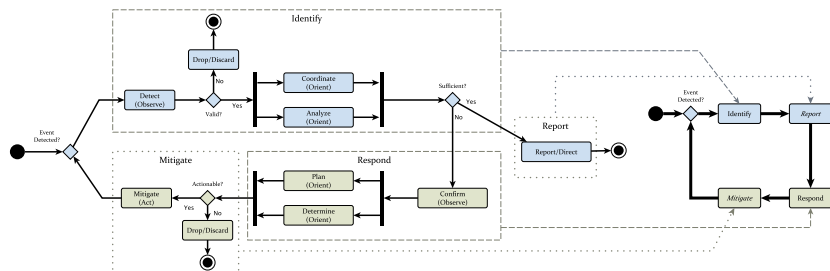 Identify
Drop/Discard
No
Detect
(Observe)
Valid?
Yes
Coordinate
(Orient)
Analyze
(Orient)
Sufficient?
Yes
No
Event
Detected?
Report
Report/Direct
Mitigate
Mitigate
(Act)
Actionable?
Yes
No
Drop/Discard
Respond
Plan
(Orient)
Determine
(Orient)
Confirm
(Observe)
Event
Detected?
Identify
Report
Mitigate
Respond